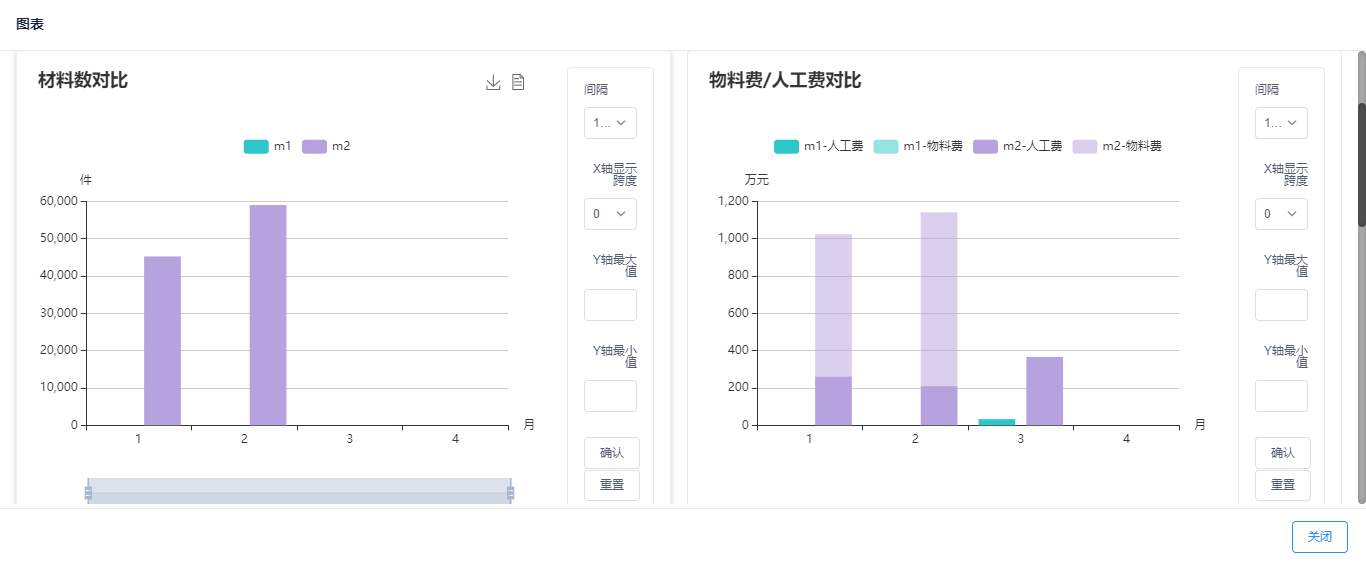 图表
材料数对比
m1
m2
件
60,000
50,000
40,000
30,000
20,000
10,000
0
1
2
3
4
月
间隔
1...
X轴显示
跨度
0
Y轴最大
值
Y轴最小
值
确认
重置
物料费/人工费对比
m1-人工费
m1-物料费
m2-人工费
m2-物料费
万元
1,200
1,000
800
600
400
200
0
1
2
3
4
月
间隔
1...
X轴显示
跨度
0
Y轴最大
值
Y轴最小
值
确认
重置
关闭